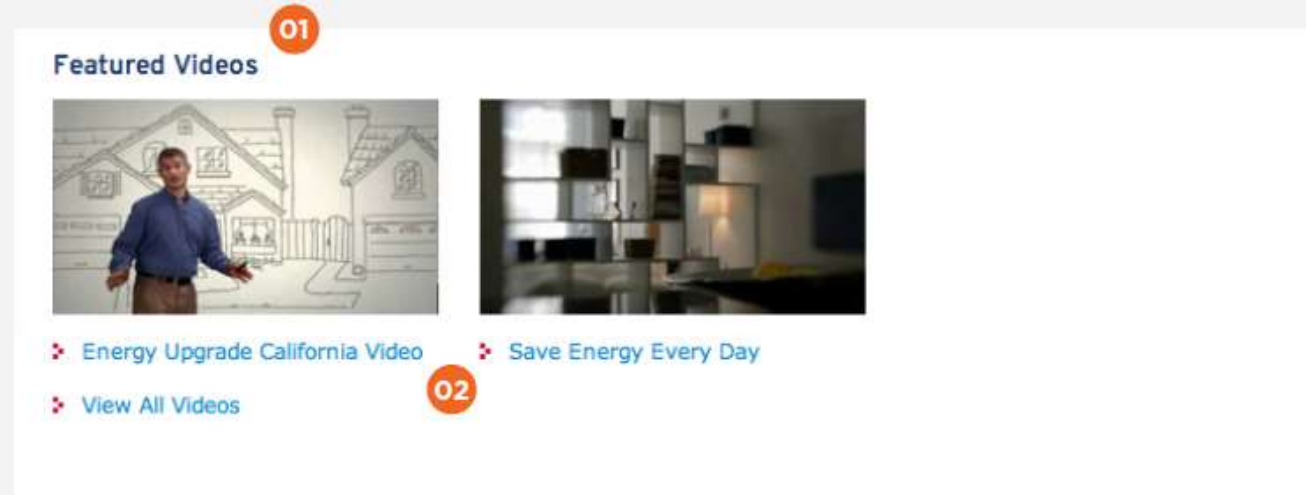 01
Featured Videos
Energy Upgrade California Video
Save Energy Every Day
02
View All Videos